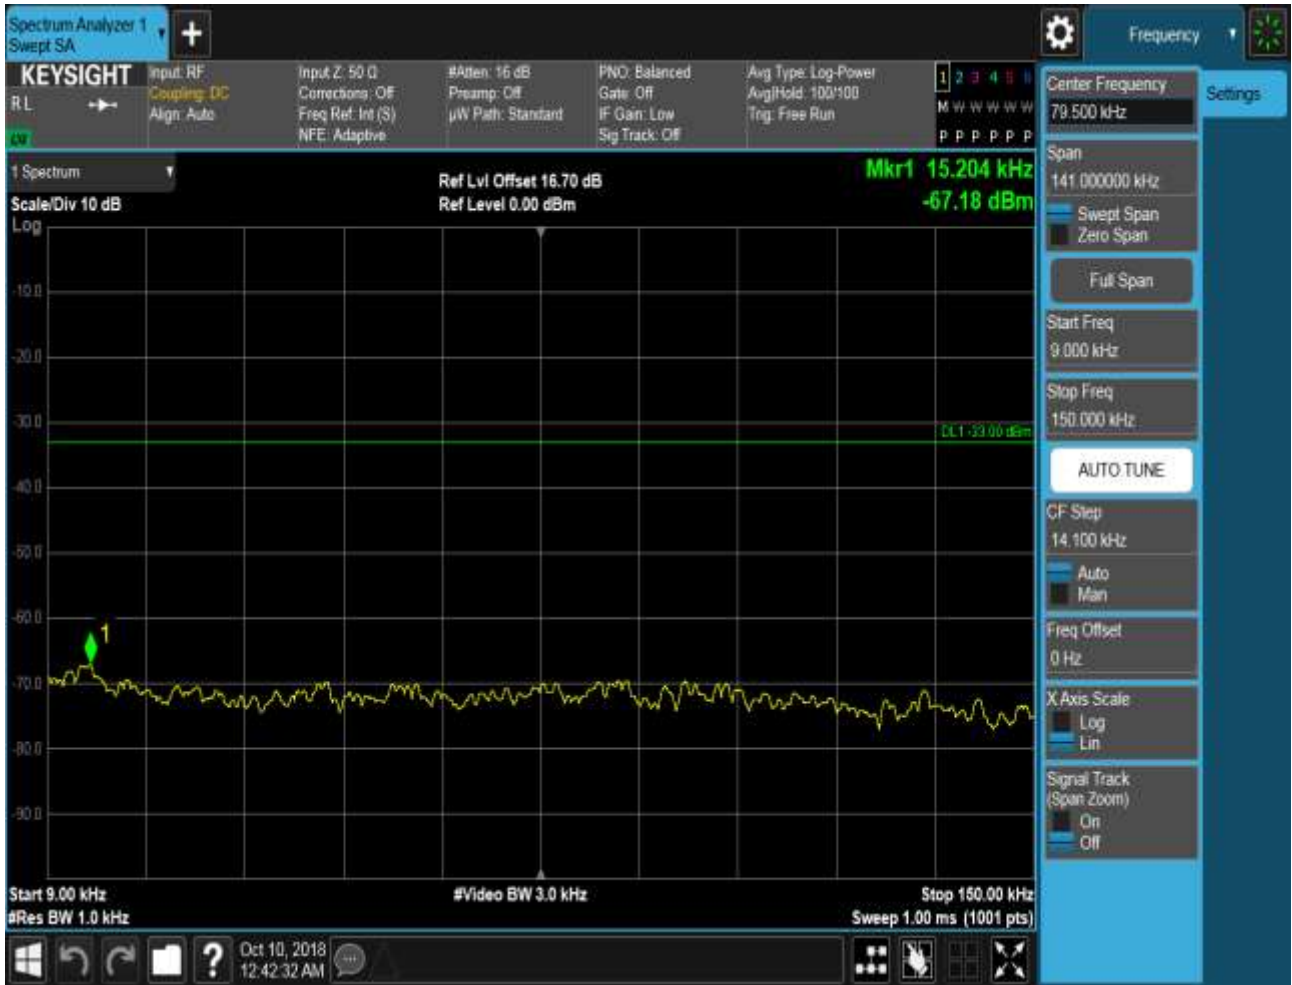 Spectrum Analyzer 1
Swept SA
+
Frequency
KEYSIGHT
RL
Input: RF
Coupling: DC
Align: Auto
Input Z: 50 Ω
Corrections: Off
Freq Ref: Int (S)
NFE: Adaptive
#Atten: 16 dB
Preamp: Off
µW Path: Standard
PNO: Balanced
Gate: Off
IF Gain: Low
Sig Track: Off
Avg Type: Log-Power
Avg|Hold: 100/100
Trig: Free Run
1 2 3 4 5 6
M W W W W W
P P P P P P
1 Spectrum
Scale/Div 10 dB
Log
Ref Lvl Offset 16.70 dB
Ref Level 0.00 dBm
Mkr1 15.204 kHz
-67.18 dBm
-10.0
-20.0
-30.0
DL1 -33.00 dBm
-40.0
-50.0
-60.0
1
-70.0
-80.0
-90.0
Start 9.00 kHz
#Res BW 1.0 kHz
#Video BW 3.0 kHz
Stop 150.00 kHz
Sweep 1.00 ms (1001 pts)
Center Frequency
79.500 kHz
Settings
Span
141.000000 kHz
Swept Span
Zero Span
Full Span
Start Freq
9.000 kHz
Stop Freq
150.000 kHz
AUTO TUNE
CF Step
14.100 kHz
Auto
Man
Freq Offset
0 Hz
X Axis Scale
Log
Lin
Signal Track
(Span Zoom)
On
Off
?
Oct 10, 2018
12:42:32 AM